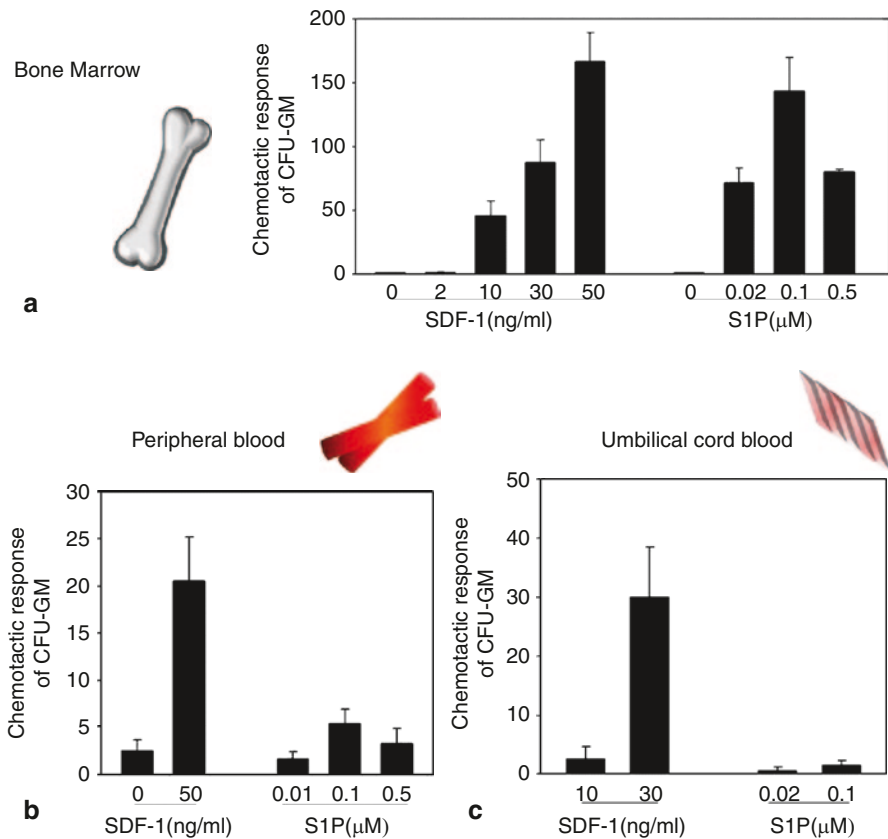 Bone Marrow
Chemotactic response
of CFU-GM
200
150
100
50
0
0 2 10 30 50 0 0.02 0.1 0.5
SDF-1(ng/ml) S1P(μM)
a
Peripheral blood
Chemotactic response
of CFU-GM
30
25
20
15
10
5
0
0 50 0.01 0.1 0.5
SDF-1(ng/ml) S1P(μM)
b
Umbilical cord blood
Chemotactic response
of CFU-GM
50
40
30
20
10
0
10 30 0.02 0.1
SDF-1(ng/ml) S1P(μM)
c